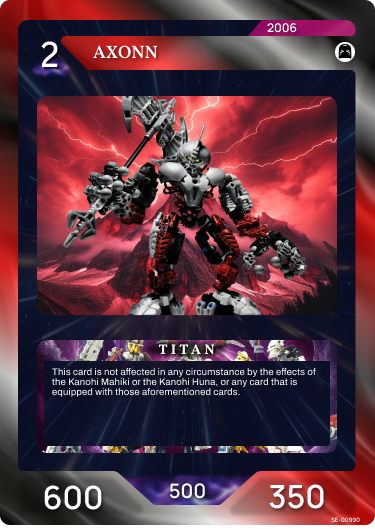 2006
2
AXONN
TITAN
This card is not affected in any circumstance by the effects of
the Kanohi Mahiki or the Kanohi Huna, or any card that is
equipped with those aforementioned cards.
600
500
350
SE-00990